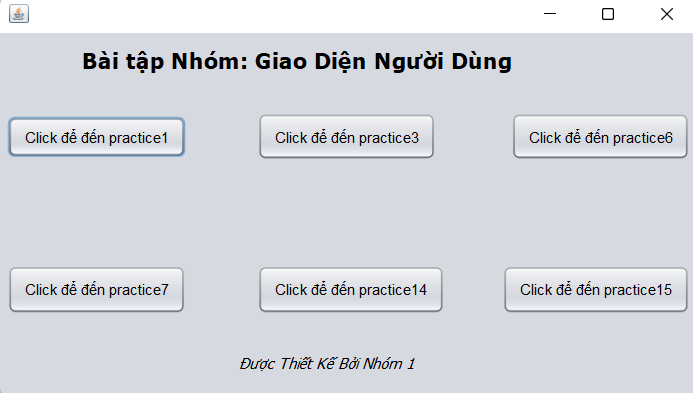 Bài tập Nhóm: Giao Diện Người Dùng
Click để đến practice1
Click để đến practice3
Click để đến practice6
Click để đến practice7
Click để đến practice14
Click để đến practice15
Được Thiết Kế Bởi Nhóm 1